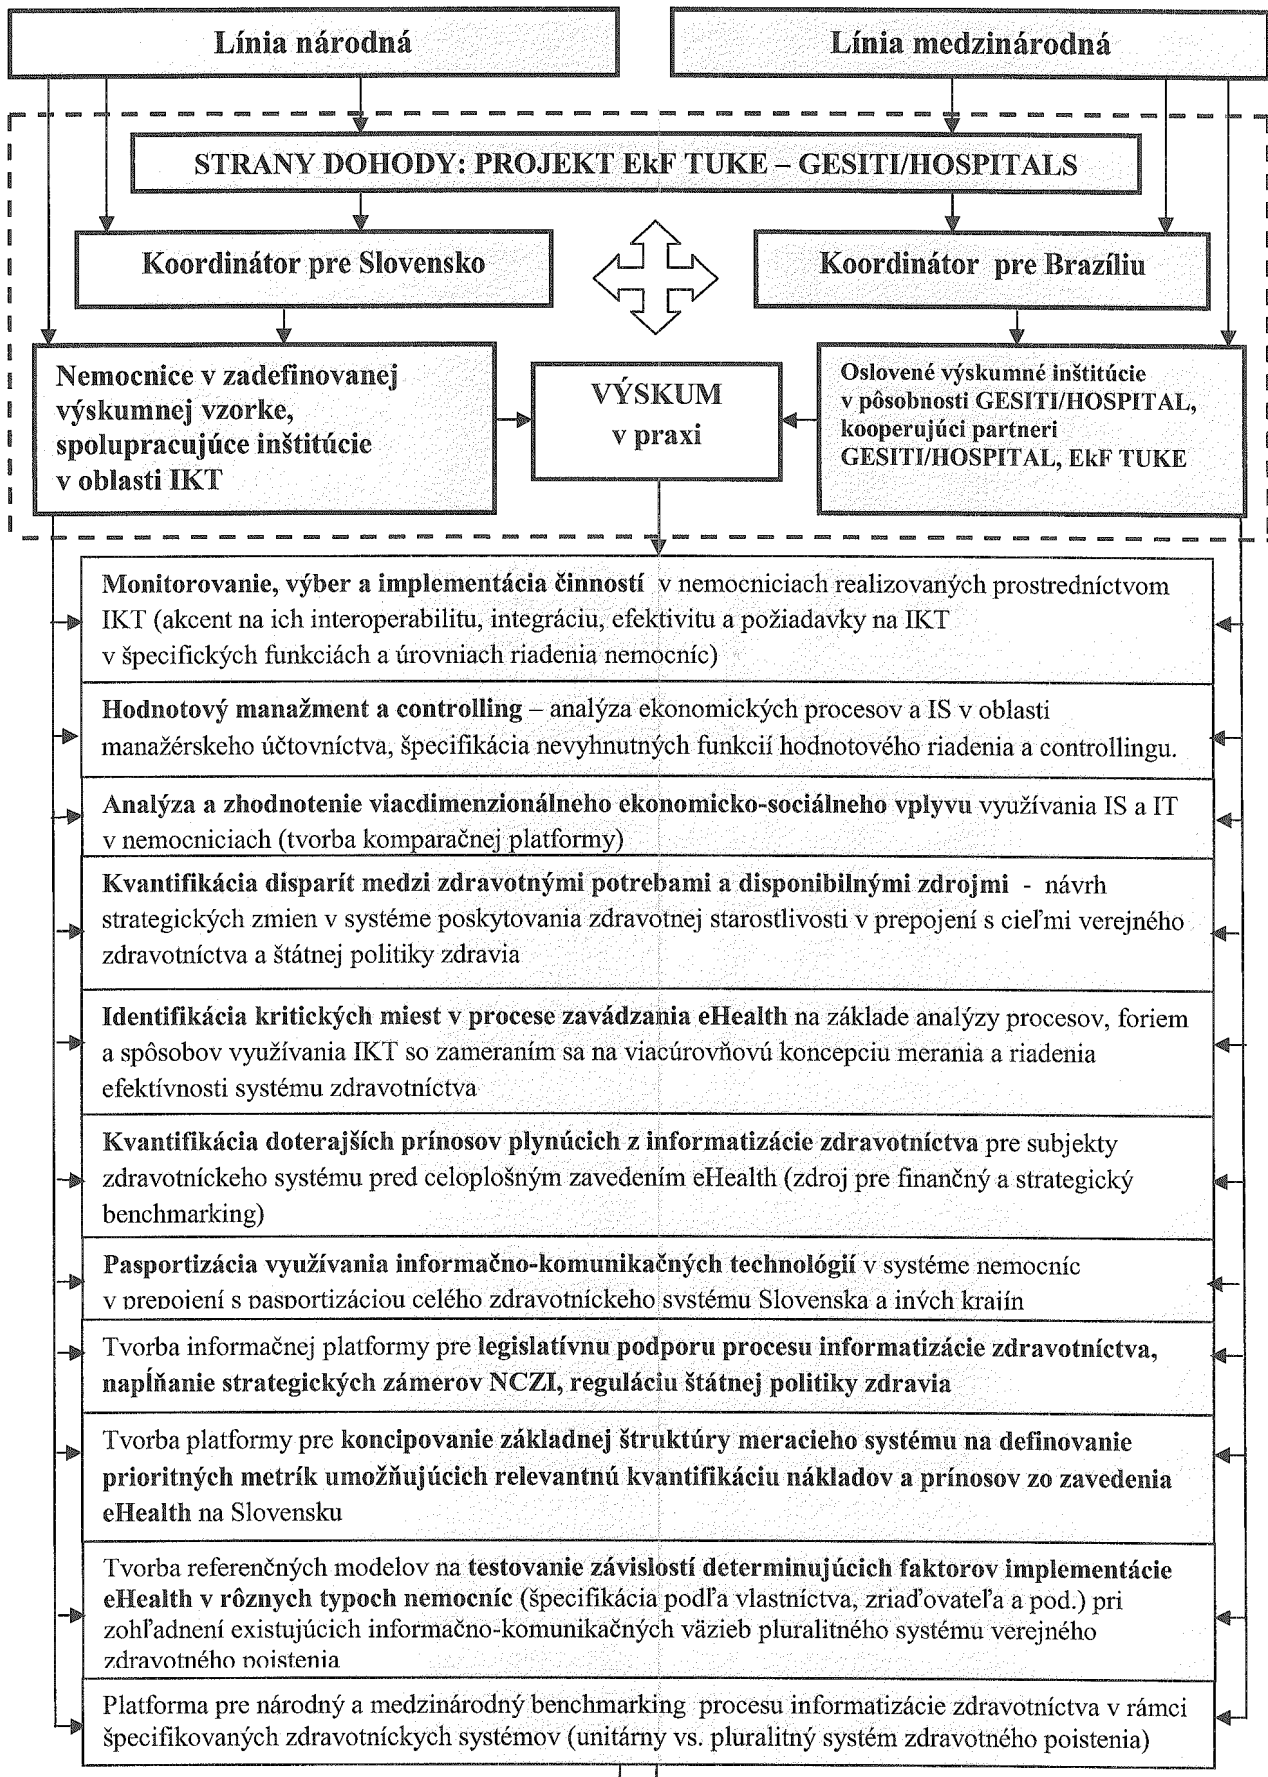 Línia národná
Línia medzinárodná
STRANY DOHODY: PROJEKT EkF TUKE – GESITI/HOSPITALS
Koordinátor pre Slovensko
Koordinátor pre Brazíliu
Nemocnice v zadefinovanej
výskumnej vzorke,
spolupracujúce inštitúcie
v oblasti IKT
VÝSKUM
v praxi
Oslovené výskumné inštitúcie
v pôsobnosti GESITI/HOSPITAL,
kooperujúci partneri
GESITI/HOSPITAL, EkF TUKE
Monitorovanie, výber a implementácia činností v nemocniciach realizovaných prostredníctvom
IKT (akcent na ich interoperabilitu, integráciu, efektivitu a požiadavky na IKT
v špecifických funkciách a úrovniach riadenia nemocníc)
Hodnotový manažment a controlling – analýza ekonomických procesov a IS v oblasti
manažérskeho účtovníctva, špecifikácia nevyhnutných funkcií hodnotového riadenia a controllingu.
Analýza a zhodnotenie viacdimenzionálneho ekonomicko-sociálneho vplyvu využívania IS a IT
v nemocniciach (tvorba komparačnej platformy)
Kvantifikácia disparít medzi zdravotnými potrebami a disponibilnými zdrojmi - návrh
strategických zmien v systéme poskytovania zdravotnej starostlivosti v prepojení s cieľmi verejného
zdravotníctva a štátnej politiky zdravia
Identifikácia kritických miest v procese zavádzania eHealth na základe analýzy procesov, foriem
a spôsobov využívania IKT so zameraním sa na viacúrovňovú koncepciu merania a riadenia
efektívnosti systému zdravotníctva
Kvantifikácia doterajších prínosov plynúcich z informatizácie zdravotníctva pre subjekty
zdravotníckeho systému pred celoplošným zavedením eHealth (zdroj pre finančný a strategický
benchmarking)
Pasportizácia využívania informačno-komunikačných technológií v systéme nemocníc
v prepojení s pasportizáciou celého zdravotníckeho systému Slovenska a iných krajín
Tvorba informačnej platformy pre legislatívnu podporu procesu informatizácie zdravotníctva,
napĺňanie strategických zámerov NCZI, reguláciu štátnej politiky zdravia
Tvorba platformy pre koncipovanie základnej štruktúry meracieho systému na definovanie
prioritných metrík umožňujúcich relevantnú kvantifikáciu nákladov a prínosov zo zavedenia
eHealth na Slovensku
Tvorba referenčných modelov na testovanie závislostí determinujúcich faktorov implementácie
eHealth v rôznych typoch nemocníc (špecifikácia podľa vlastníctva, zriaďovateľa a pod.) pri
zohľadnení existujúcich informačno-komunikačných väzieb pluralitného systému verejného
zdravotného poistenia
Platforma pre národný a medzinárodný benchmarking procesu informatizácie zdravotníctva v rámci
špecifikovaných zdravotníckych systémov (unitárny vs. pluralitný systém zdravotného poistenia)